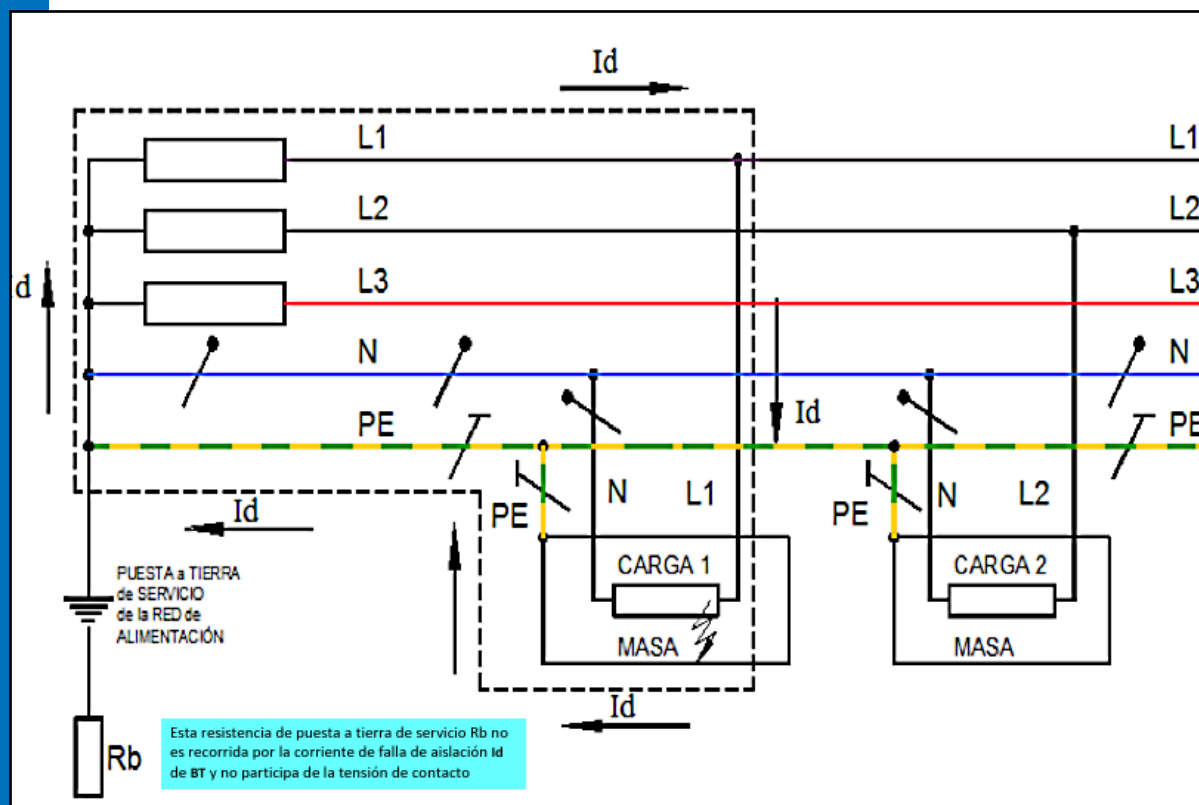 Id
L1 L1
L2 L2
Id L3 L3
N N
Id
PE PE
PE N L1 PE N L2
Id
CARGA 1 CARGA 2
MASA MASA
PUESTA a TIERRA
de SERVICIO
de la RED de
ALIMENTACIÓN
Id
Rb
Esta resistencia de puesta a tierra de servicio Rb no
es recorrida por la corriente de falla de aislación Id
de BT y no participa de la tensión de contacto